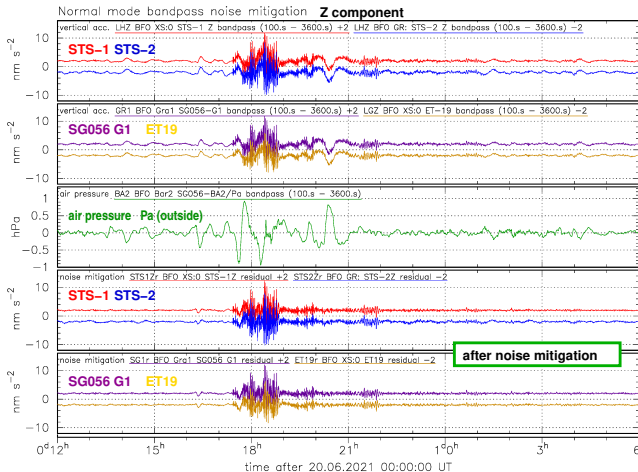 Normal mode bandpass noise mitigation Z component
vertical acc. LHZ BFO XS:0 STS-1 Z bandpass (100.s - 3600.s) +2 LHZ BFO GR: STS-2 Z bandpass (100.s - 3600.s) -2
STS-1 STS-2
nm s-2
10
0
-10
vertical acc. GR1 BFO Gra1 SG056-G1 bandpass (100.s - 3600.s) +2 LGZ BFO XS:0 ET-19 bandpass (100.s - 3600.s) -2
SG056 G1 ET19
nm s-2
10
0
-10
air pressure BA2 BFO Bar2 SG056-BA2/Pa bandpass (100.s - 3600.s)
air pressure Pa (outside)
hPa
1
0.5
0
-0.5
-1
noise mitigation STS1Zr BFO XS:0 STS-1Z residual +2 STS2Zr BFO GR: STS-2Z residual -2
STS-1 STS-2
nm s-2
10
0
-10
after noise mitigation
noise mitigation SG1r BFO Gra1 SG056 G1 residual +2 ET19r BFO XS:0 ET19 residual -2
SG056 G1 ET19
nm s-2
10
0
-10
0d12h 15h 18h 21h 1d0h 3h 6
time after 20.06.2021 00:00:00 UT